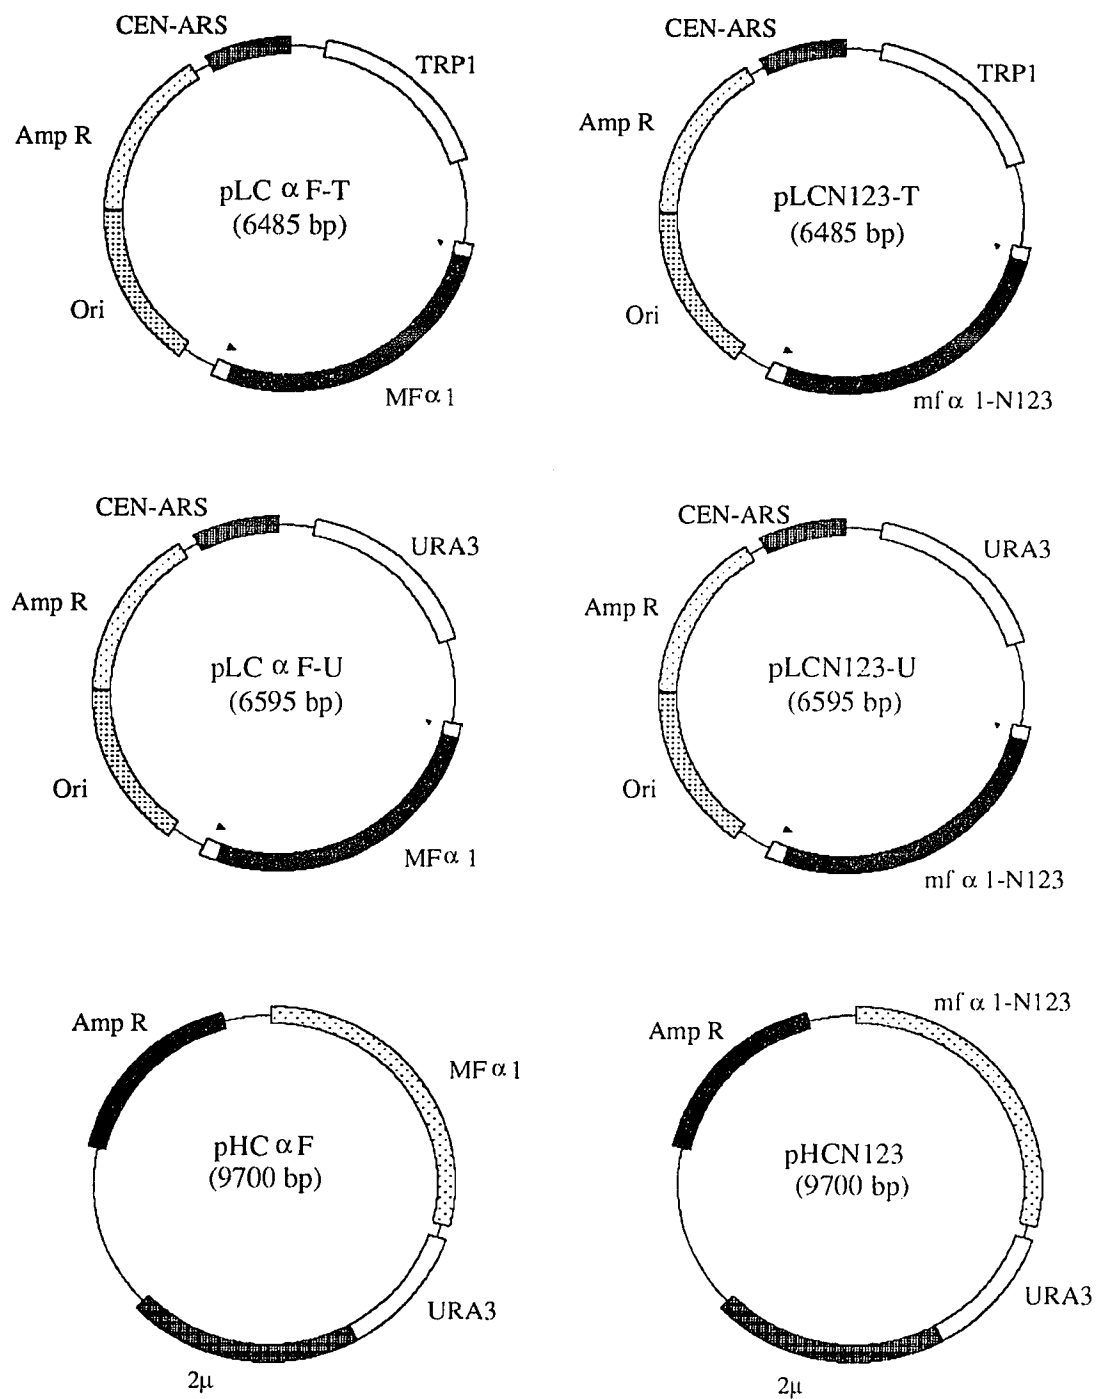 CEN-ARS
TRP1
Amp R
pLC α F-T
(6485 bp)
Ori
MFα 1
CEN-ARS
TRP1
Amp R
pLCN123-T
(6485 bp)
Ori
mf α 1-N123
CEN-ARS
URA3
Amp R
pLC α F-U
(6595 bp)
Ori
MFα 1
CEN-ARS
URA3
Amp R
pLCN123-U
(6595 bp)
Ori
mf α 1-N123
Amp R
MFα1
pHC αF
(9700 bp)
URA3
2μ
mf α 1-N123
Amp R
pHCN123
(9700 bp)
URA3
2μ